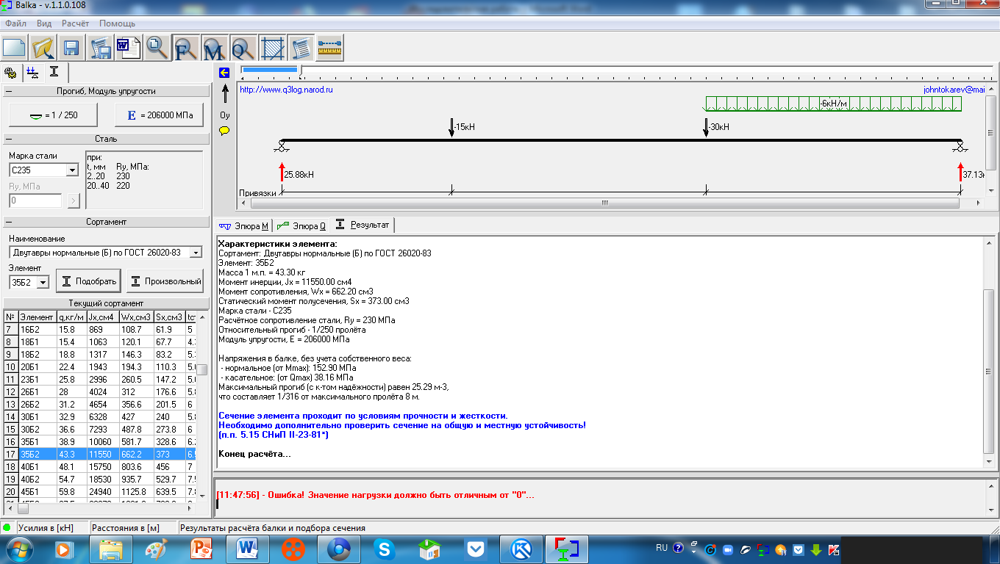 Balka - v.1.1.0.108
Файл Вид Расчёт Помощь
W F M Q
Прогиб, Модуль упругости
= 1 / 250
E = 206000 МПа
Сталь
Марка стали
С235
Ry, МПа
0
при:
t, мм Ry, МПа:
2..20 230
20..40 220
Сортамент
Наименование
Двутавры нормальные (Б) по ГОСТ 26020-83
Элемент
35Б2
Подобрать
Произвольный
Текущий сортамент
№ Элемент q,кг/м Jx,см4 Wx,см3 Sx,см3 tст
7 16Б2 15.8 869 108.7 61.9 5
8 18Б1 15.4 1063 120.1 67.7 4.3
9 18Б2 18.8 1317 146.3 83.2 5.3
10 20Б1 22.4 1943 194.3 110.3 5.6
11 23Б1 25.8 2996 260.5 147.2 5.6
12 26Б1 28 4024 312 176.6 5.8
13 26Б2 31.2 4654 356.6 201.5 6
14 30Б1 32.9 6328 427 240 5.8
15 30Б2 36.6 7293 487.8 273.8 6
16 35Б1 38.9 10060 581.7 328.6 6.2
17 35Б2 43.3 11550 662.2 373 6.5
18 40Б1 48.1 15750 803.6 456 7
19 40Б2 54.7 18530 935.7 529.7 7.5
20 45Б1 59.8 24940 1125.8 639.5 7.8
Oy
http://www.q3log.narod.ru
johntokarev@mai
-6кН/м
-15кН
-30кН
25.88кН
37.13кН
Привязки
Эпюра M
Эпюра Q
Результат
Характеристики элемента:
Сортамент: Двутавры нормальные (Б) по ГОСТ 26020-83
Элемент: 35Б2
Масса 1 м.п. = 43.30 кг
Момент инерции, Jx = 11550.00 см4
Момент сопротивления, Wx = 662.20 см3
Статический момент полусечения, Sx = 373.00 см3
Марка стали - С235
Расчётное сопротивление стали, Ry = 230 МПа
Относительный прогиб - 1/250 пролёта
Модуль упругости, E = 206000 МПа
Напряжения в балке, без учета собственного веса:
- нормальное (от Mmax): 152.90 МПа
- касательное: (от Qmax) 38.16 МПа
Максимальный прогиб (с к-том надёжности) равен 25.29 м-3,
что составляет 1/316 от максимального пролёта 8 м.
Сечение элемента проходит по условиям прочности и жесткости.
Необходимо дополнительно проверить сечение на общую и местную устойчивость!
(п.п. 5.15 СНиП II-23-81*)
Конец расчёта...
[11:47:56] - Ошибка! Значение нагрузки должно быть отличным от "0"...
Усилия в [кН]
Расстояния в [м]
Результаты расчёта балки и подбора сечения
RU